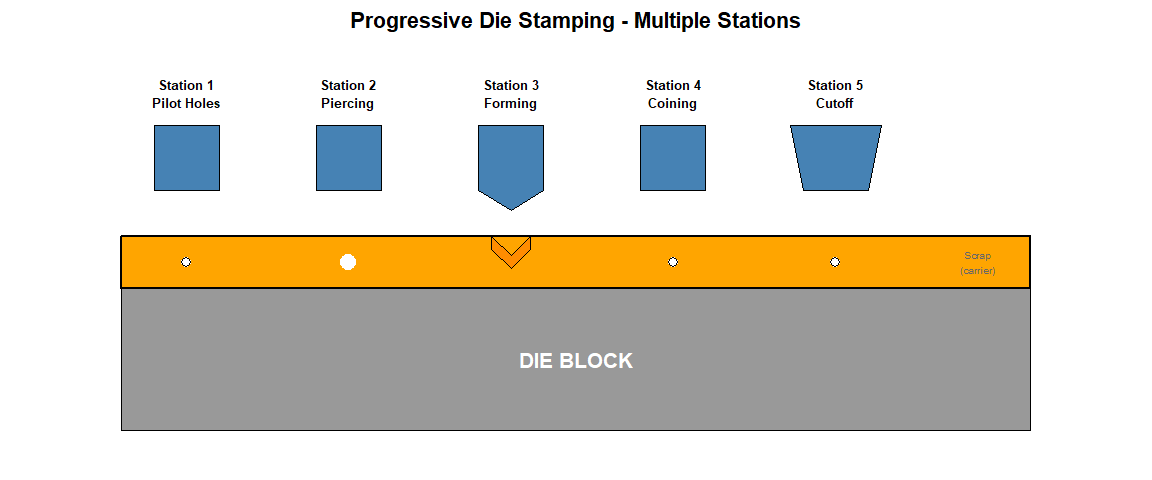 Progressive Die Stamping - Multiple Stations
Station 1
Pilot Holes
Station 2
Piercing
Station 3
Forming
Station 4
Coining
Station 5
Cutoff
Scrap
(carrier)
DIE BLOCK